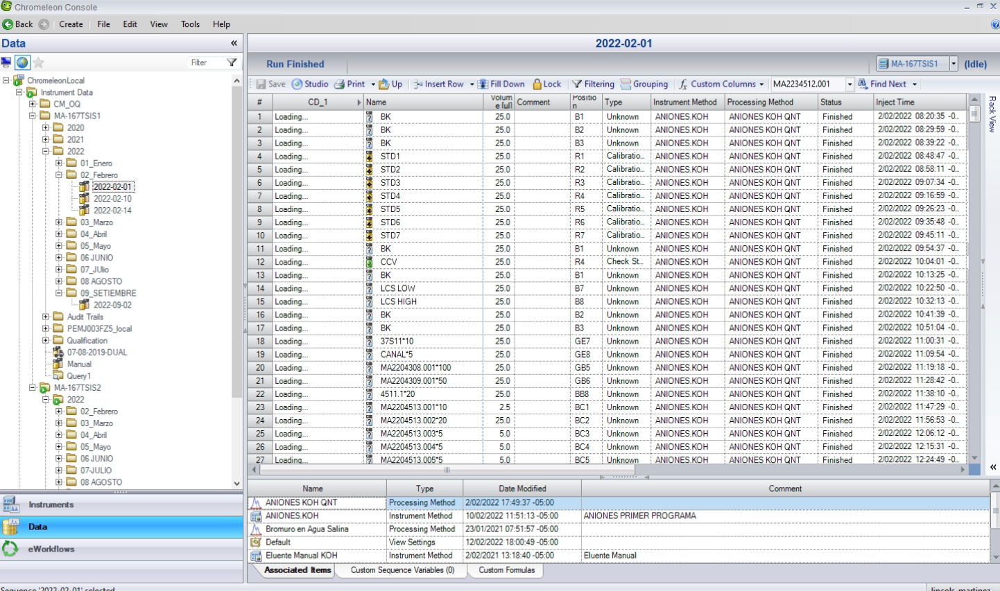 Chromeleon Console
Back Create File Edit View Tools Help
Data «
Filter
ChromeleonLocal
Instrument Data
CM_OQ
MA-167TSIS1
2020
2021
2022
01_Enero
02_Febrero
2022-02-01
2022-02-10
2022-02-14
03_Marzo
04_Abril
05_Mayo
06 JUNIO
07_JUlio
08 AGOSTO
09_SETIEMBRE
2022-09-02
Audit Trails
PEMJ003FZ5_local
Qualification
07-08-2019-DUAL
Manual
Query1
MA-167TSIS2
2022
02_Febrero
03_Marzo
04_Abril
05_Mayo
06 JUNIO
07-JULIO
08 AGOSTO
Instruments
Data
eWorkflows
2022-02-01
Run Finished MA-167TSIS1 (Idle)
Save Studio Print Up Insert Row Fill Down Lock Filtering Grouping Custom Columns MA2234512.001 Find Next
# CD_1 Name Volume [ul] Comment Position Type Instrument Method Processing Method Status Inject Time
1 Loading... BK 25.0 B1 Unknown ANIONES.KOH ANIONES KOH QNT Finished 2/02/2022 08:20:35 -0...
2 Loading... BK 25.0 B2 Unknown ANIONES.KOH ANIONES KOH QNT Finished 2/02/2022 08:29:59 -0...
3 Loading... BK 25.0 B3 Unknown ANIONES.KOH ANIONES KOH QNT Finished 2/02/2022 08:39:22 -0...
4 Loading... STD1 25.0 R1 Calibratio... ANIONES.KOH ANIONES KOH QNT Finished 2/02/2022 08:48:47 -0...
5 Loading... STD2 25.0 R2 Calibratio... ANIONES.KOH ANIONES KOH QNT Finished 2/02/2022 08:58:11 -0...
6 Loading... STD3 25.0 R3 Calibratio... ANIONES.KOH ANIONES KOH QNT Finished 2/02/2022 09:07:34 -0...
7 Loading... STD4 25.0 R4 Calibratio... ANIONES.KOH ANIONES KOH QNT Finished 2/02/2022 09:16:59 -0...
8 Loading... STD5 25.0 R5 Calibratio... ANIONES.KOH ANIONES KOH QNT Finished 2/02/2022 09:26:23 -0...
9 Loading... STD6 25.0 R6 Calibratio... ANIONES.KOH ANIONES KOH QNT Finished 2/02/2022 09:35:48 -0...
10 Loading... STD7 25.0 R7 Calibratio... ANIONES.KOH ANIONES KOH QNT Finished 2/02/2022 09:45:11 -0...
11 Loading... BK 25.0 B1 Unknown ANIONES.KOH ANIONES KOH QNT Finished 2/02/2022 09:54:37 -0...
12 Loading... CCV 25.0 R4 Check St... ANIONES.KOH ANIONES KOH QNT Finished 2/02/2022 10:04:01 -0...
13 Loading... BK 25.0 B1 Unknown ANIONES.KOH ANIONES KOH QNT Finished 2/02/2022 10:13:25 -0...
14 Loading... LCS LOW 25.0 B7 Unknown ANIONES.KOH ANIONES KOH QNT Finished 2/02/2022 10:22:50 -0...
15 Loading... LCS HIGH 25.0 B8 Unknown ANIONES.KOH ANIONES KOH QNT Finished 2/02/2022 10:32:13 -0...
16 Loading... BK 25.0 B2 Unknown ANIONES.KOH ANIONES KOH QNT Finished 2/02/2022 10:41:39 -0...
17 Loading... BK 25.0 B3 Unknown ANIONES.KOH ANIONES KOH QNT Finished 2/02/2022 10:51:04 -0...
18 Loading... 37S11*10 25.0 GE7 Unknown ANIONES.KOH ANIONES KOH QNT Finished 2/02/2022 11:00:31 -0...
19 Loading... CANAL*5 25.0 GE8 Unknown ANIONES.KOH ANIONES KOH QNT Finished 2/02/2022 11:09:54 -0...
20 Loading... MA2204308.001*100 25.0 GB5 Unknown ANIONES.KOH ANIONES KOH QNT Finished 2/02/2022 11:19:18 -0...
21 Loading... MA2204309.001*50 25.0 GB6 Unknown ANIONES.KOH ANIONES KOH QNT Finished 2/02/2022 11:28:42 -0...
22 Loading... 4511.1*20 25.0 BB8 Unknown ANIONES.KOH ANIONES KOH QNT Finished 2/02/2022 11:38:10 -0...
23 Loading... MA2204513.001*10 2.5 BC1 Unknown ANIONES.KOH ANIONES KOH QNT Finished 2/02/2022 11:47:29 -0...
24 Loading... MA2204513.002*20 25.0 BC2 Unknown ANIONES.KOH ANIONES KOH QNT Finished 2/02/2022 11:56:53 -0...
25 Loading... MA2204513.003*5 5.0 BC3 Unknown ANIONES.KOH ANIONES KOH QNT Finished 2/02/2022 12:06:12 -0...
26 Loading... MA2204513.004*5 5.0 BC4 Unknown ANIONES.KOH ANIONES KOH QNT Finished 2/02/2022 12:15:31 -0...
27 Loading... MA2204513.005*5 5.0 BC5 Unknown ANIONES.KOH ANIONES KOH QNT Finished 2/02/2022 12:24:49 -0...
Rack View
«
Name Type Date Modified Comment
ANIONES KOH QNT Processing Method 2/02/2022 17:49:37 -05:00
ANIONES.KOH Instrument Method 10/02/2022 11:51:13 -05:00 ANIONES PRIMER PROGRAMA
Bromuro en Agua Salina Processing Method 23/01/2021 07:51:57 -05:00
Default View Settings 12/02/2022 18:00:49 -05:00
Eluente Manual KOH Instrument Method 2/02/2021 13:18:40 -05:00 Eluente Manual
Associated Items Custom Sequence Variables (0) Custom Formulas
Sequence '2022-02-01' selected lincols martinez